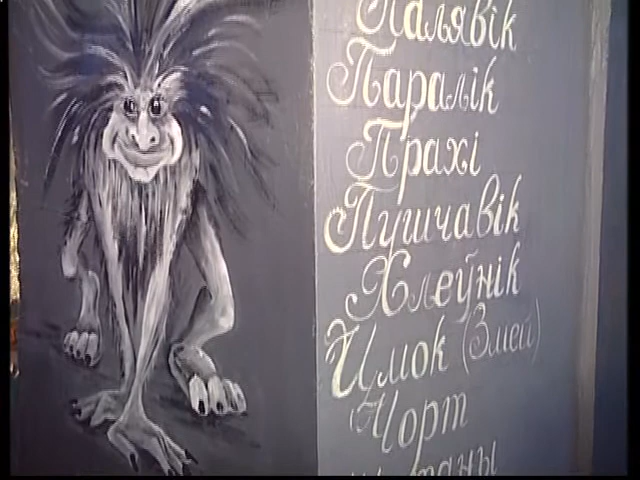 Палявік
Паралік
Прахі
Пушчавік
Хлеўнік
Цмок (Змей)
Чорт